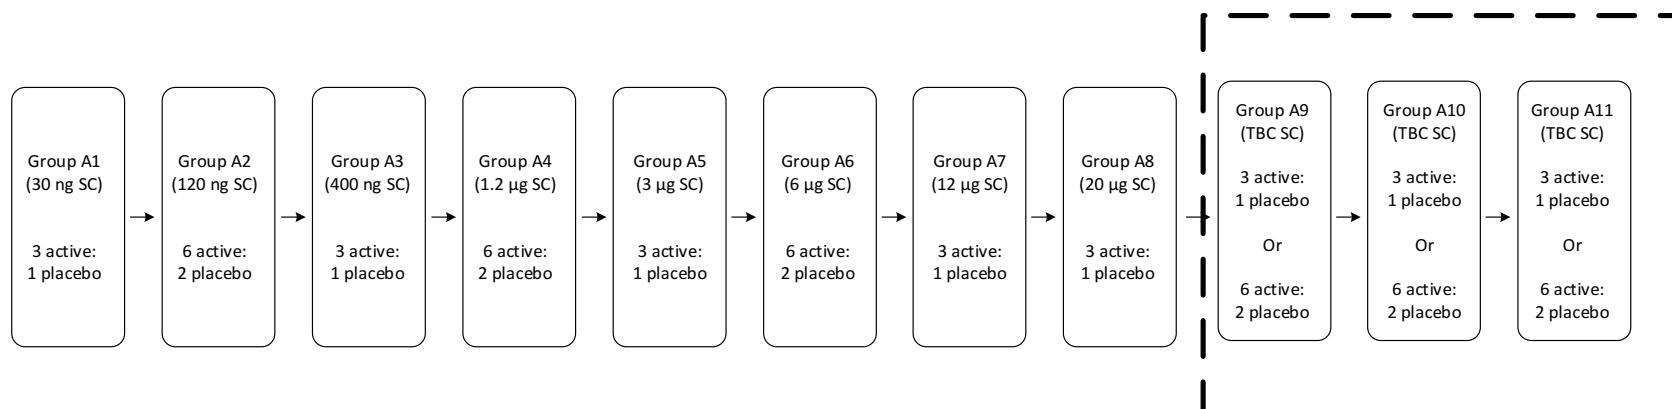 Group A1
(30 ng SC)
3 active:
1 placebo
Group A2
(120 ng SC)
6 active:
2 placebo
Group A3
(400 ng SC)
3 active:
1 placebo
Group A4
(1.2 µg SC)
6 active:
2 placebo
Group A5
(3 µg SC)
3 active:
1 placebo
Group A6
(6 µg SC)
6 active:
2 placebo
Group A7
(12 µg SC)
3 active:
1 placebo
Group A8
(20 µg SC)
3 active:
1 placebo
Group A9
(TBC SC)
3 active:
1 placebo
Or
6 active:
2 placebo
Group A10
(TBC SC)
3 active:
1 placebo
Or
6 active:
2 placebo
Group A11
(TBC SC)
3 active:
1 placebo
Or
6 active:
2 placebo